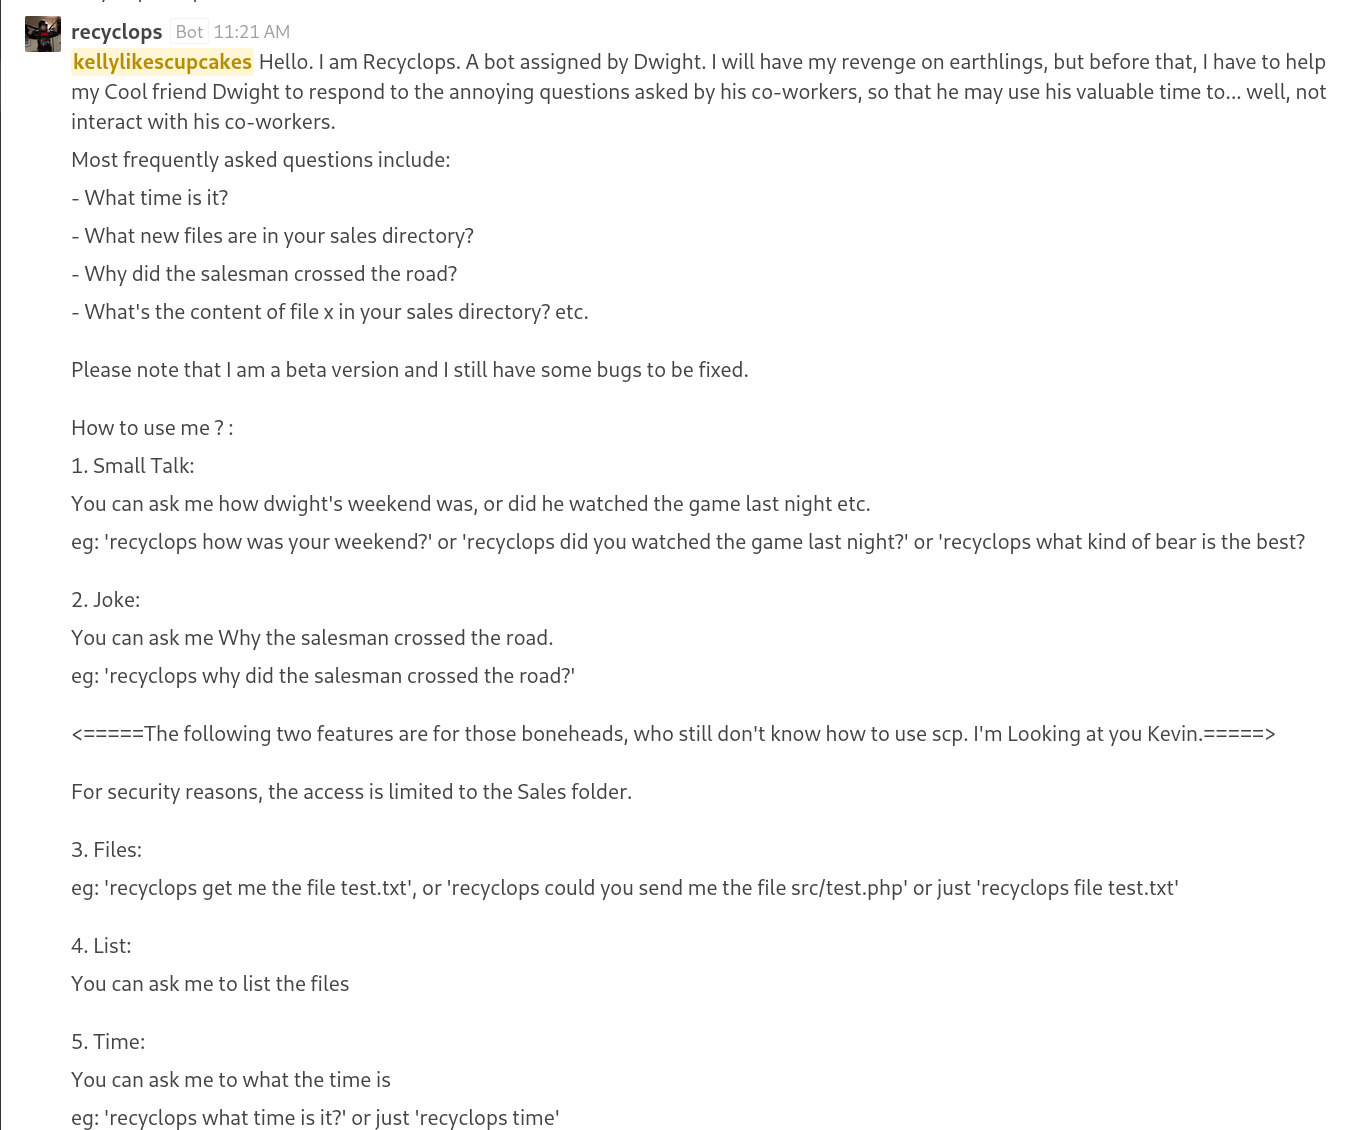 recyclops Bot 11:21 AM
kellylikescupcakes Hello. I am Recyclops. A bot assigned by Dwight. I will have my revenge on earthlings, but before that, I have to help
my Cool friend Dwight to respond to the annoying questions asked by his co-workers, so that he may use his valuable time to... well, not
interact with his co-workers.
Most frequently asked questions include:
- What time is it?
- What new files are in your sales directory?
- Why did the salesman crossed the road?
- What's the content of file x in your sales directory? etc.
Please note that I am a beta version and I still have some bugs to be fixed.
How to use me ? :
1. Small Talk:
You can ask me how dwight's weekend was, or did he watched the game last night etc.
eg: 'recyclops how was your weekend?' or 'recyclops did you watched the game last night?' or 'recyclops what kind of bear is the best?
2. Joke:
You can ask me Why the salesman crossed the road.
eg: 'recyclops why did the salesman crossed the road?'
<=====The following two features are for those boneheads, who still don't know how to use scp. I'm Looking at you Kevin.=====>
For security reasons, the access is limited to the Sales folder.
3. Files:
eg: 'recyclops get me the file test.txt', or 'recyclops could you send me the file src/test.php' or just 'recyclops file test.txt'
4. List:
You can ask me to list the files
5. Time:
You can ask me to what the time is
eg: 'recyclops what time is it?' or just 'recyclops time'